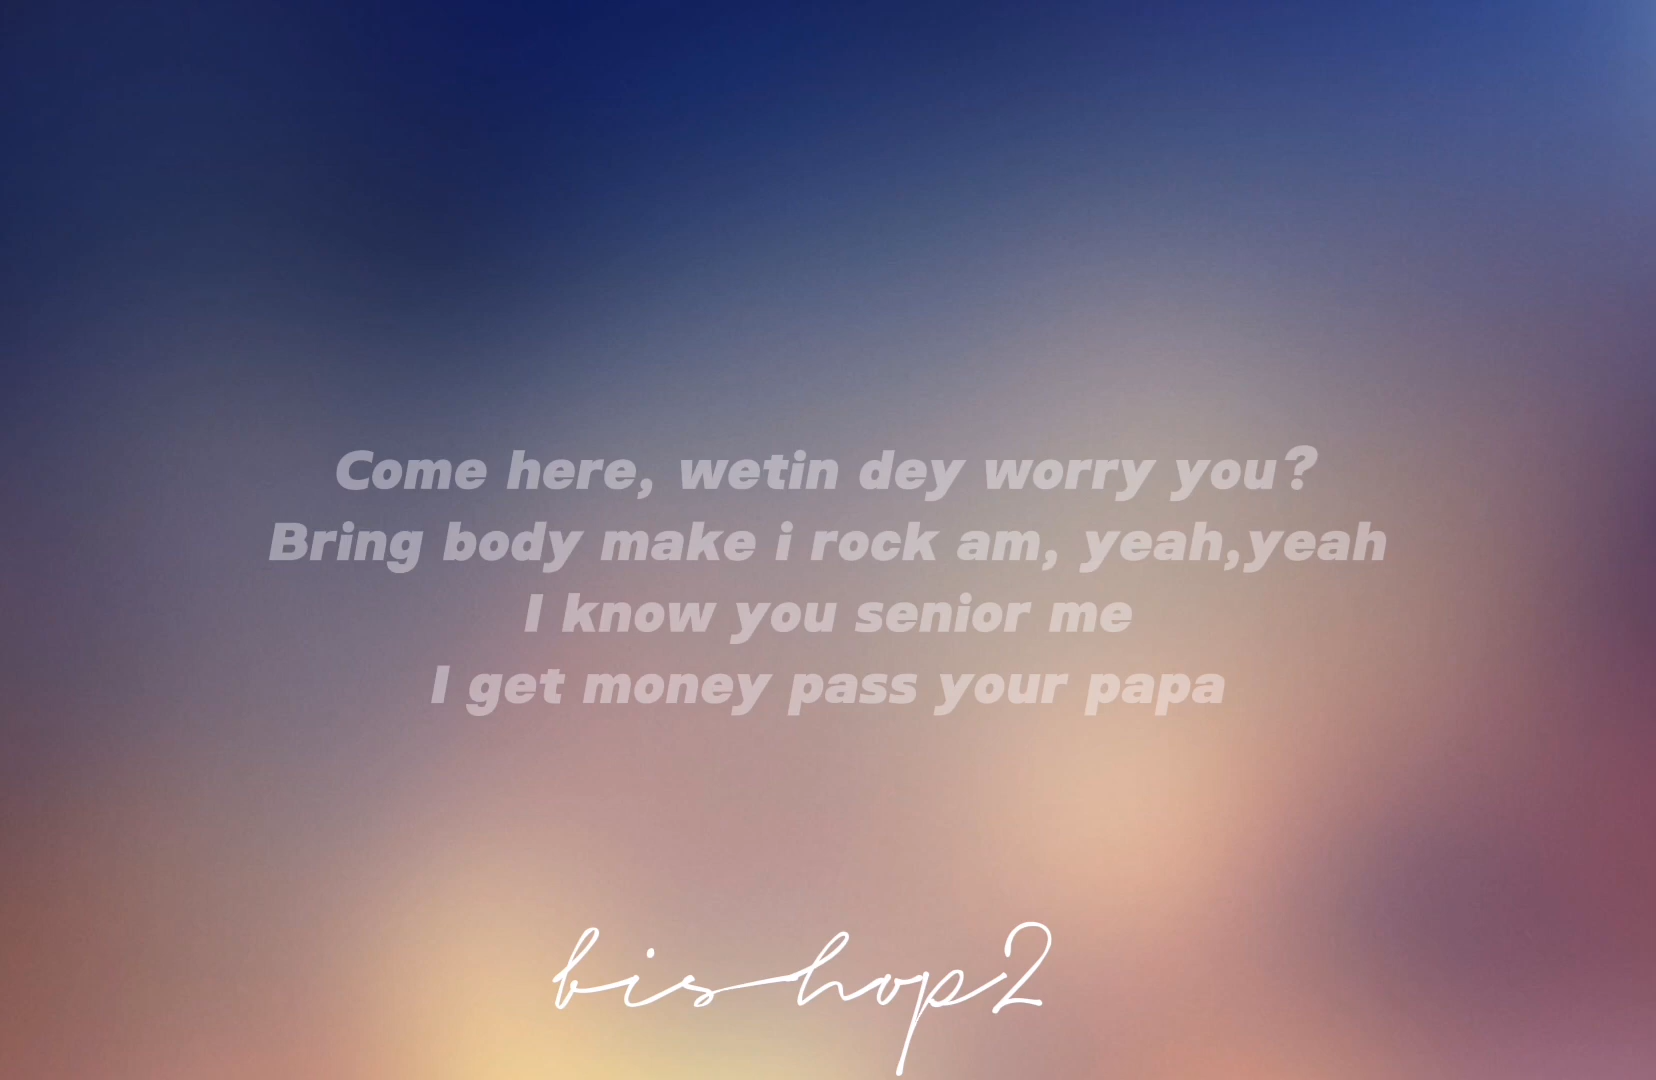 Come here, wetin dey worry you?
Bring body make i rock am, yeah,yeah
I know you senior me
I get money pass your papa
bishop2